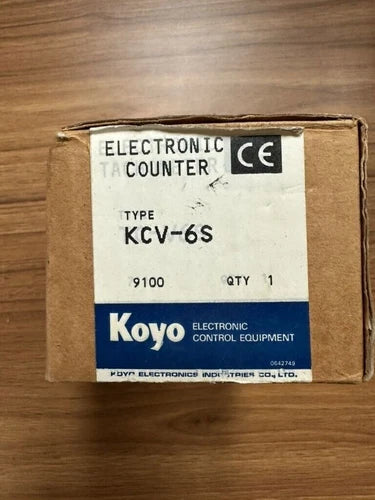 ELECTRONIC
COUNTER
CE
TYPE
KCV-6S
9100 QTY 1
Koyo ELECTRONIC
CONTROL EQUIPMENT
0642749
KOYO ELECTRONICS INDUSTRIES CO., LTD.